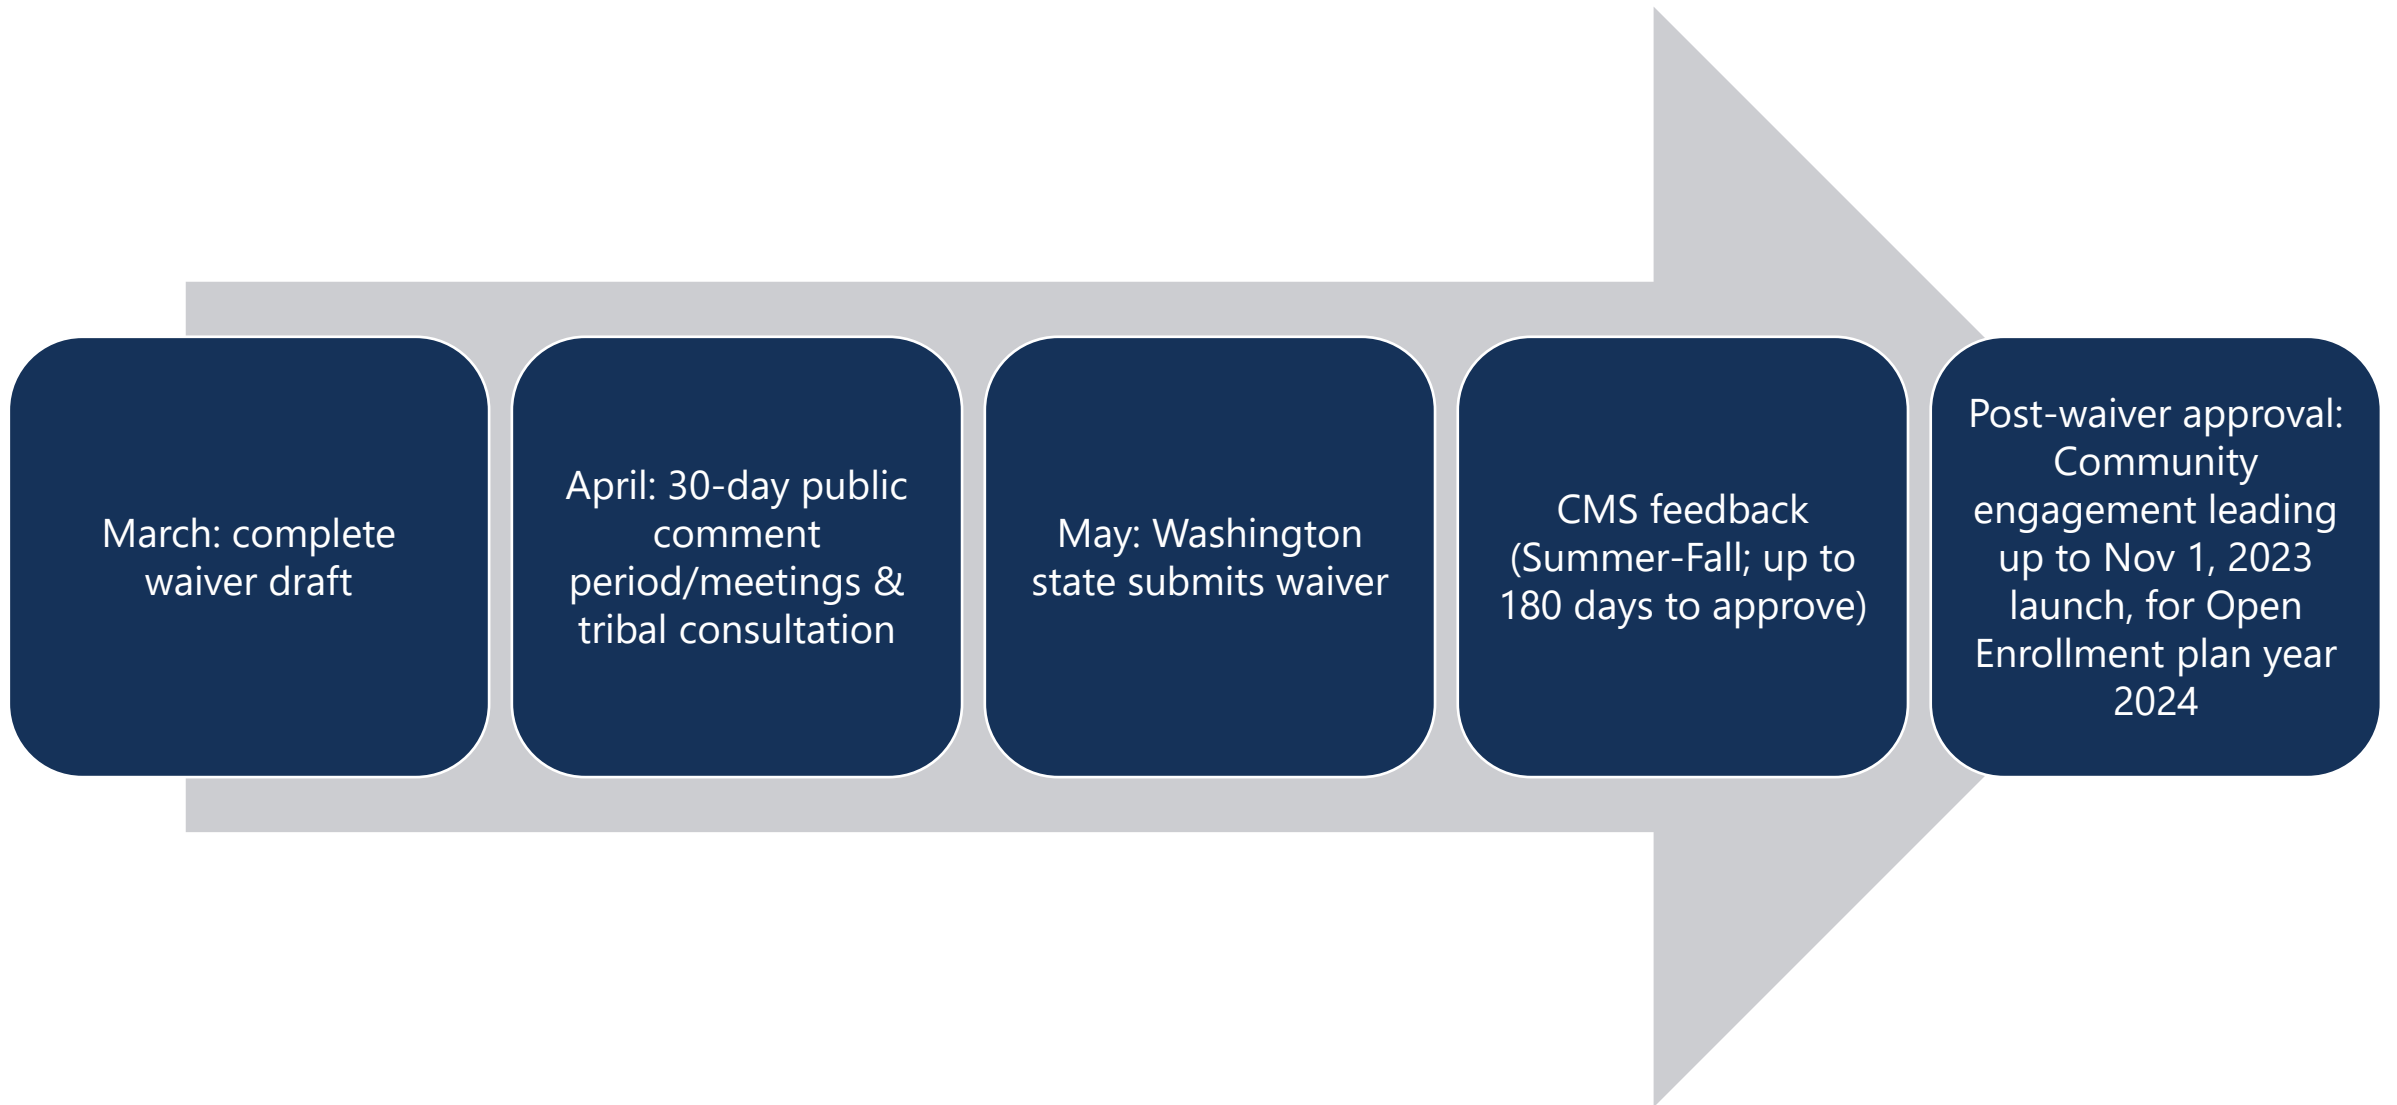 March: complete
waiver draft
April: 30-day public
comment
period/meetings &
tribal consultation
May: Washington
state submits waiver
CMS feedback
(Summer-Fall; up to
180 days to approve)
Post-waiver approval:
Community
engagement leading
up to Nov 1, 2023
launch, for Open
Enrollment plan year
2024